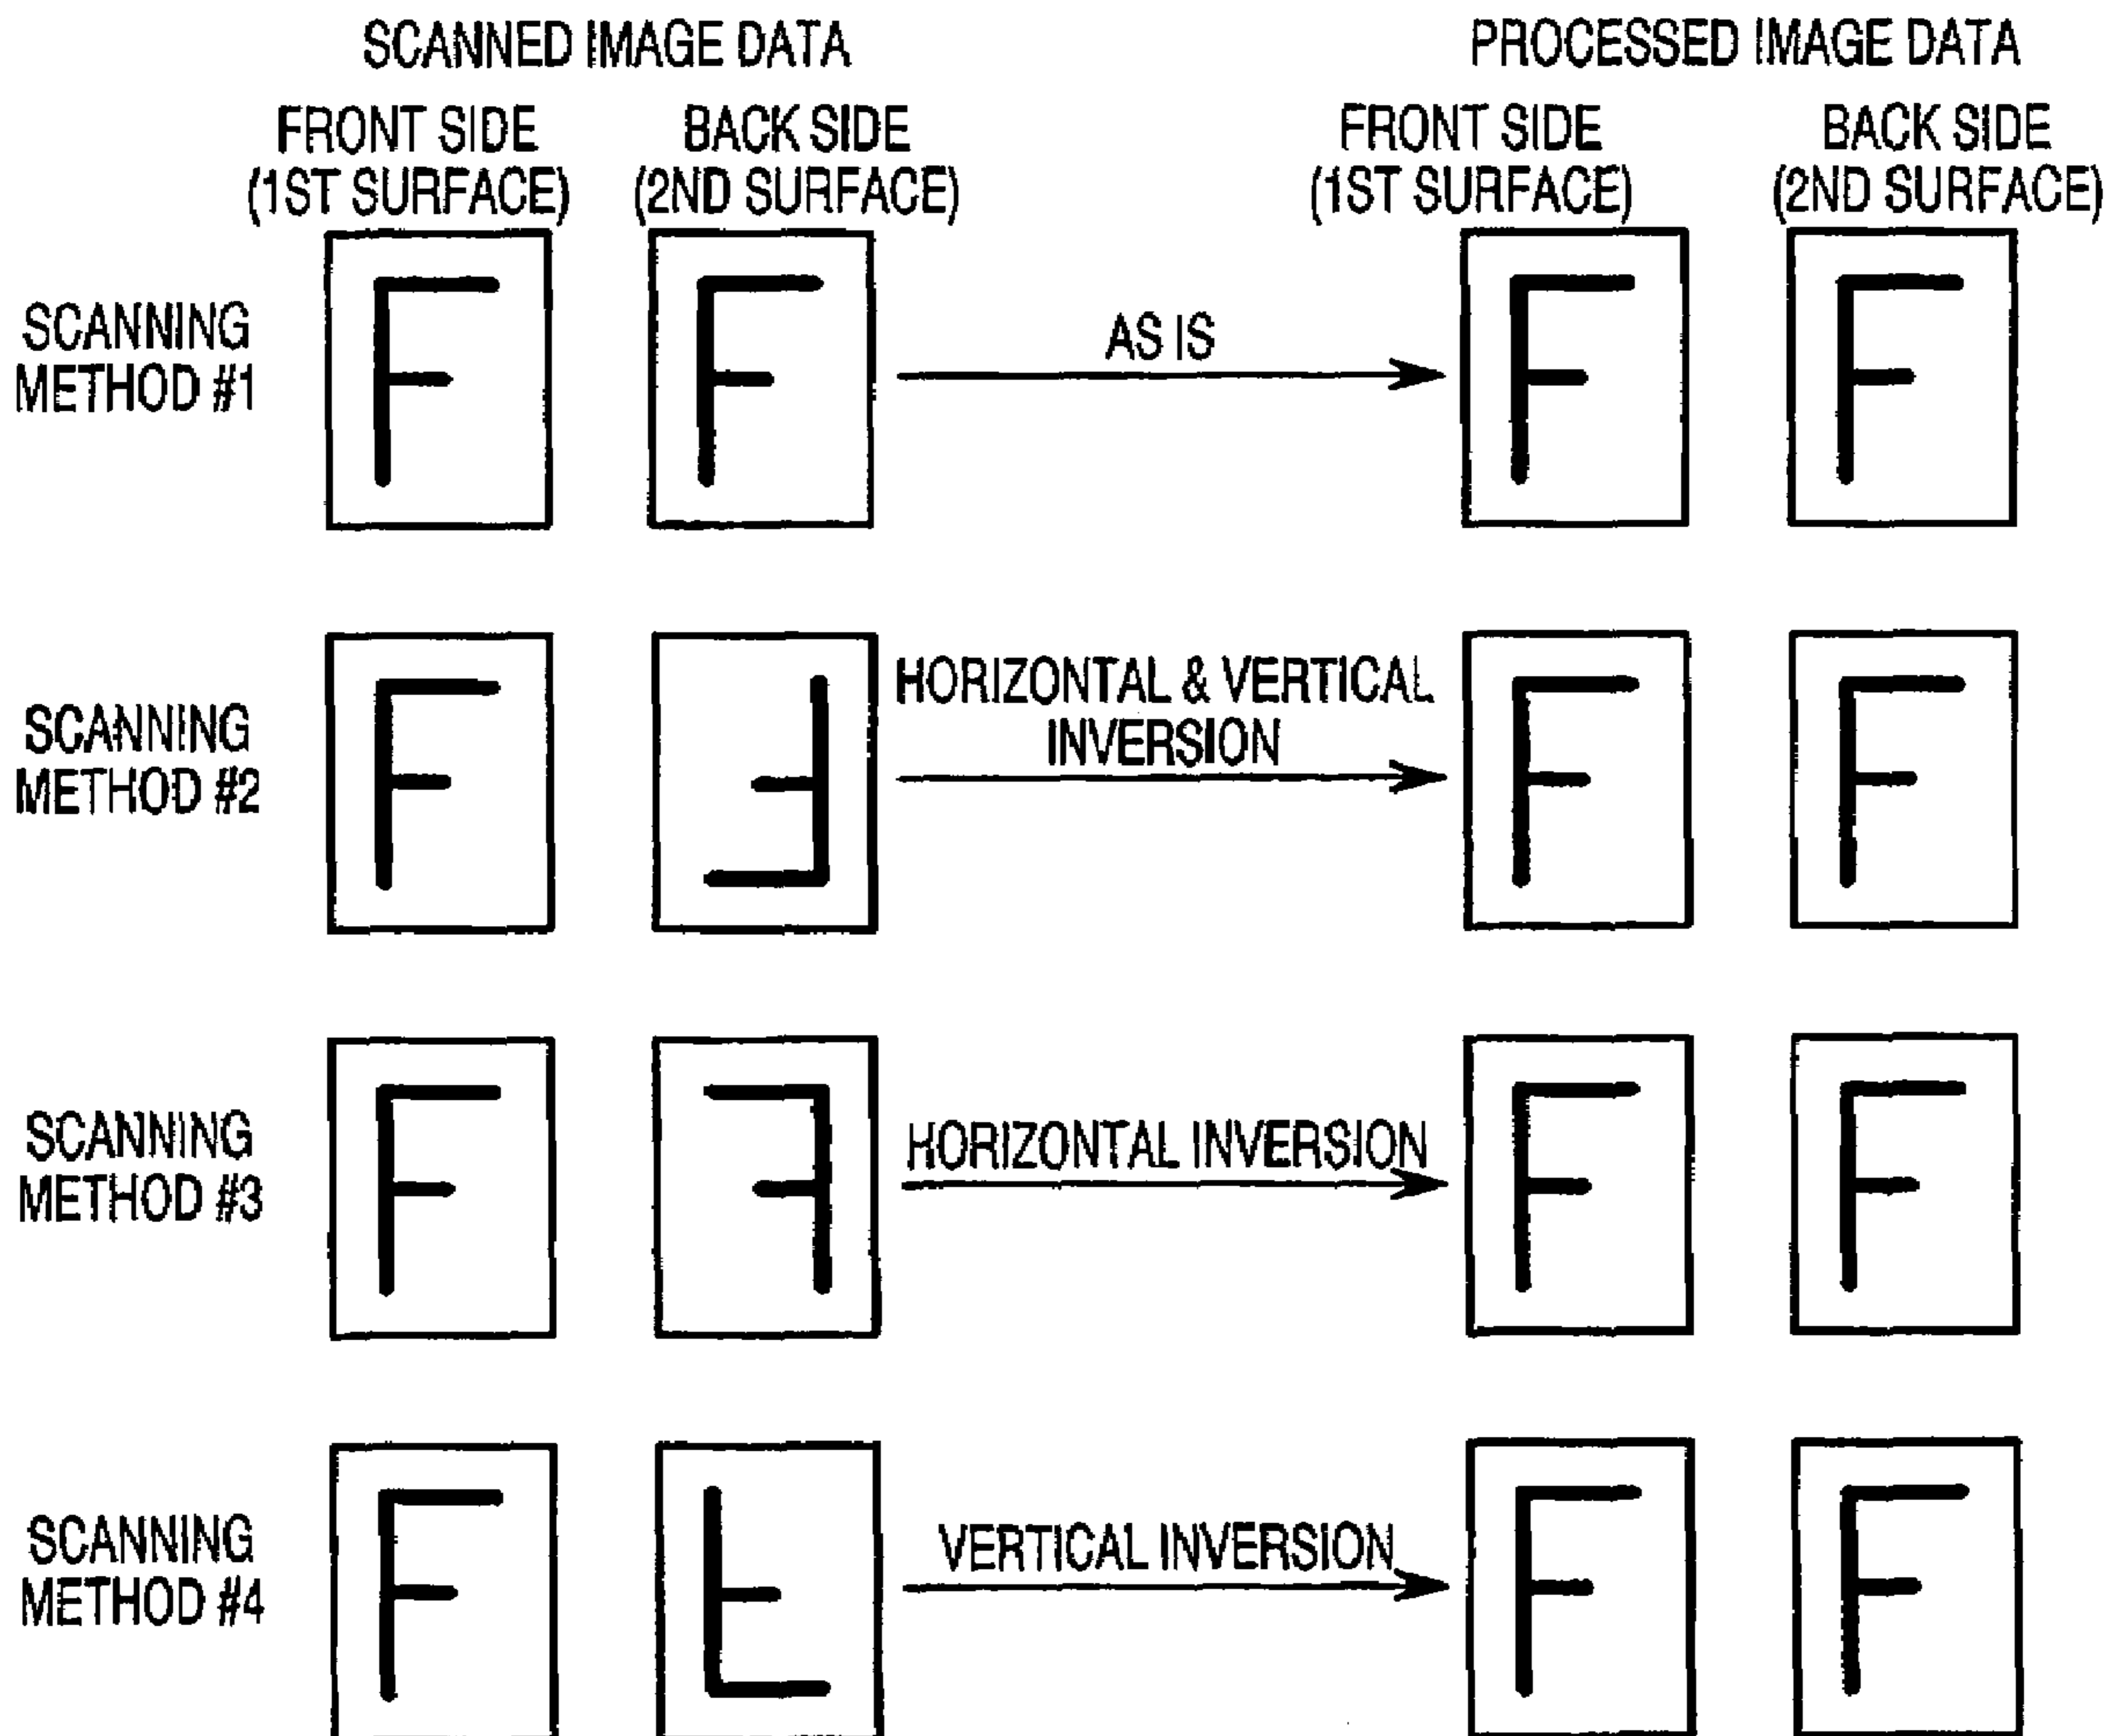 SCANNED IMAGE DATA PROCESSED IMAGE DATA
FRONT SIDE BACK SIDE FRONT SIDE BACK SIDE
(1ST SURFACE) (2ND SURFACE) (1ST SURFACE) (2ND SURFACE)
SCANNING
METHOD #1
F F AS IS F F
SCANNING
METHOD #2
F F HORIZONTAL & VERTICAL
INVERSION
F F
SCANNING
METHOD #3
F F HORIZONTAL INVERSION F F
SCANNING
METHOD #4
F F VERTICAL INVERSION F F